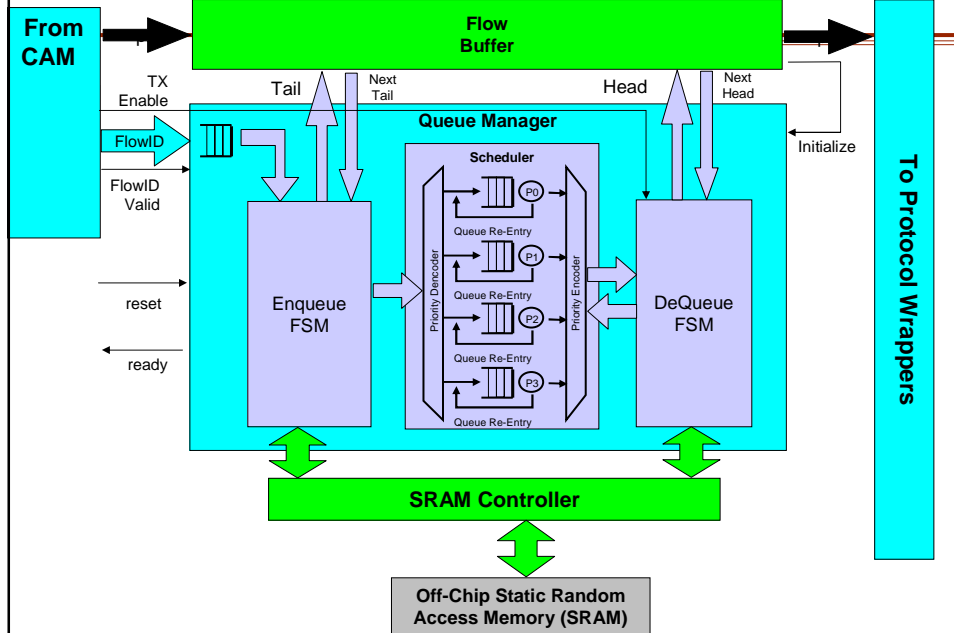 From
CAM
Flow
Buffer
TX
Enable
Tail
Next
Tail
Head
Next
Head
Initialize
Queue Manager
FlowID
FlowID
Valid
Scheduler
P0
Queue Re-Entry
P1
Queue Re-Entry
P2
Queue Re-Entry
P3
Queue Re-Entry
Priority Dencoder
Priority Encoder
Enqueue
FSM
DeQueue
FSM
reset
ready
To Protocol Wrappers
SRAM Controller
Off-Chip Static Random
Access Memory (SRAM)